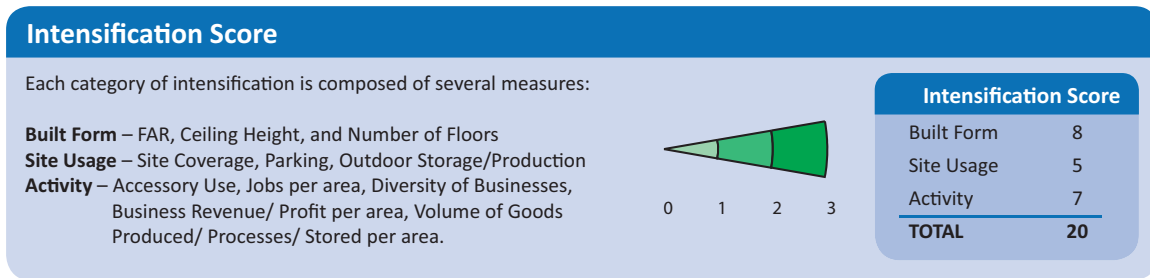 Intensification Score
Each category of intensification is composed of several measures:
Built Form – FAR, Ceiling Height, and Number of Floors
Site Usage – Site Coverage, Parking, Outdoor Storage/Production
Activity – Accessory Use, Jobs per area, Diversity of Businesses,
Business Revenue/ Profit per area, Volume of Goods
Produced/ Processes/ Stored per area.
0 1 2 3
Intensification Score
Built Form 8
Site Usage 5
Activity 7
TOTAL 20